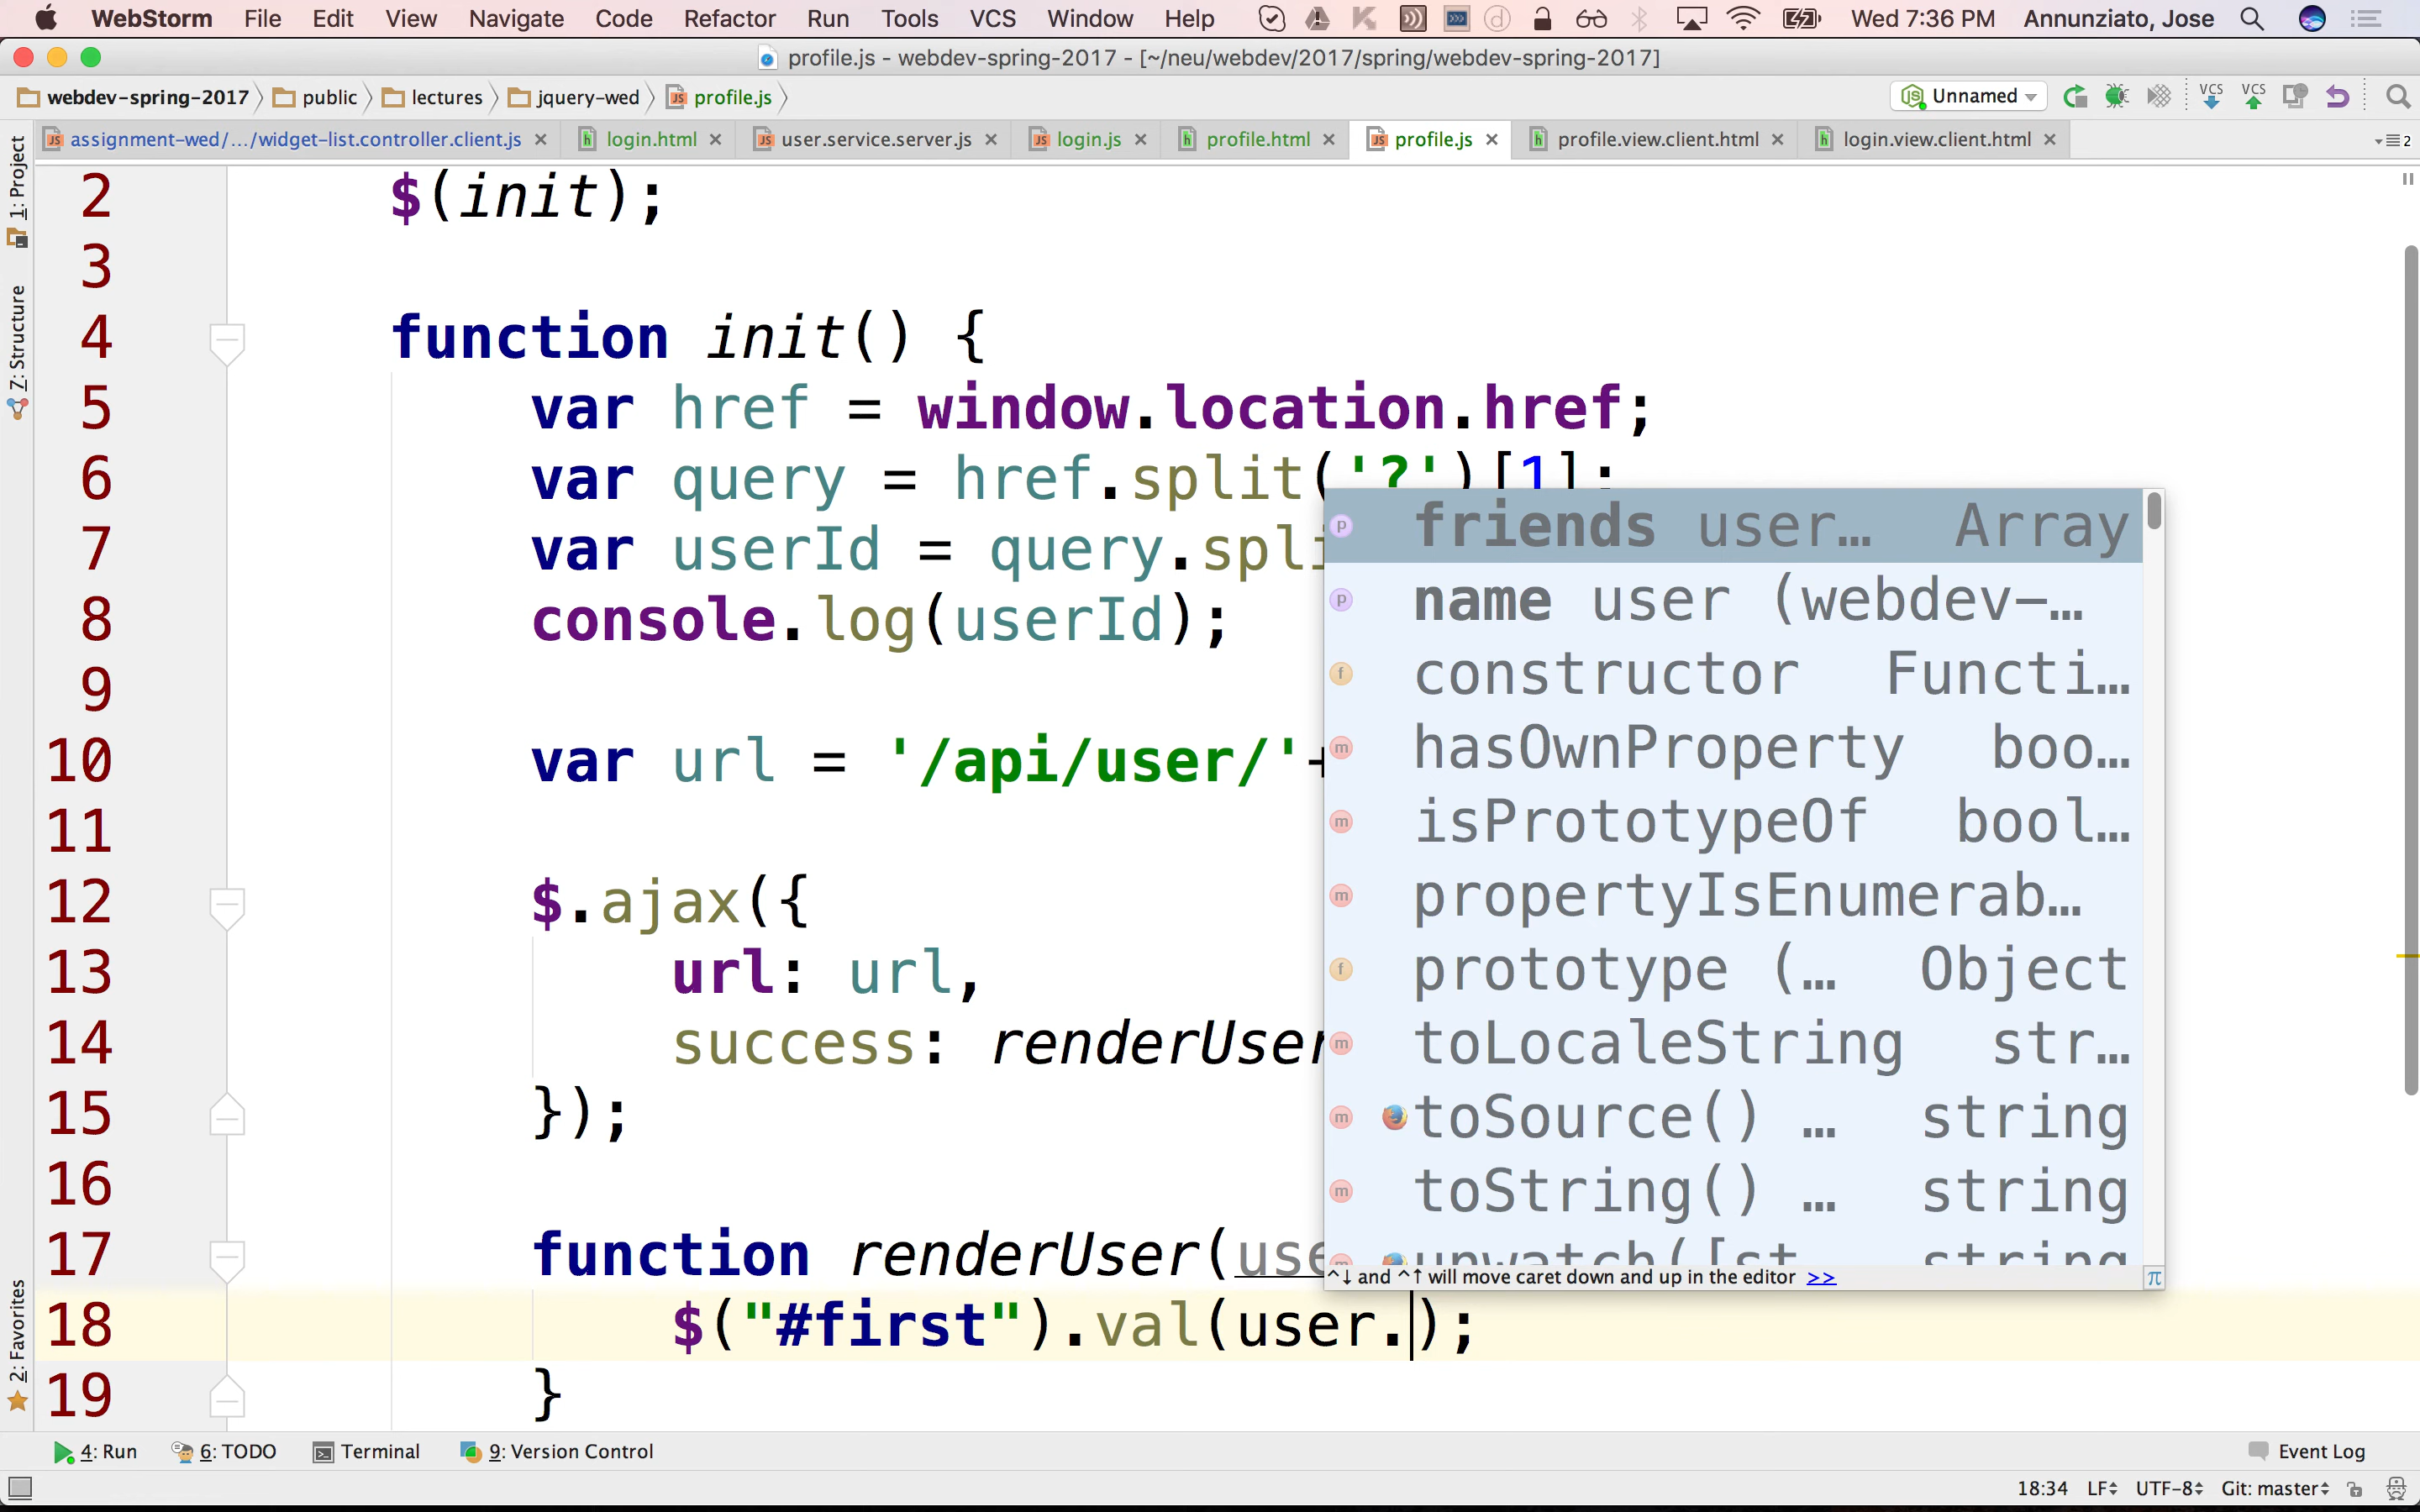 WebStorm File Edit View Navigate Code Refactor Run Tools VCS Window Help Wed 7:36 PM Annunziato, Jose
profile.js - webdev-spring-2017 - [~/neu/webdev/2017/spring/webdev-spring-2017]
webdev-spring-2017 public lectures jquery-wed profile.js Unnamed VCS VCS
assignment-wed/.../widget-list.controller.client.js login.html user.service.server.js login.js profile.html profile.js profile.view.client.html login.view.client.html 2
1: Project
7: Structure
2: Favorites
2 $(init);
3
4 function init() {
5 var href = window.location.href;
6 var query = href.split('?')[1];
7 var userId = query.spli
8 console.log(userId);
9
10 var url = '/api/user/'+
11
12 $.ajax({
13 url: url,
14 success: renderUser
15 });
16
17 function renderUser(use
18 $("#first").val(user.);
19 }
friends user… Array
name user (webdev-…
constructor Functi…
hasOwnProperty boo…
isPrototypeOf bool…
propertyIsEnumerab…
prototype (… Object
toLocaleString str…
toSource() … string
toString() … string
unwatch([st string
^↓ and ^↑ will move caret down and up in the editor >> π
4: Run 6: TODO Terminal 9: Version Control Event Log
18:34 LF UTF-8 Git: master